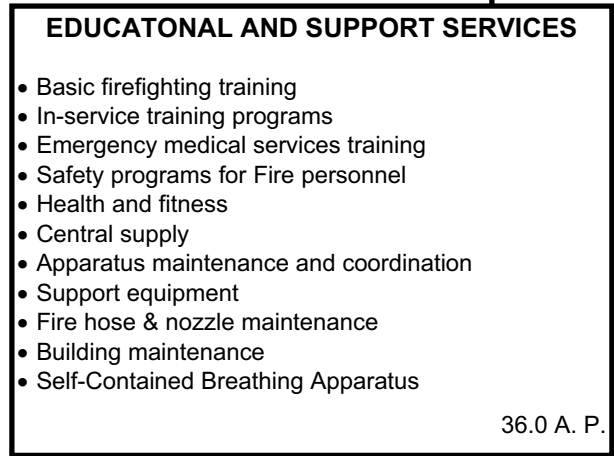 EDUCATONAL AND SUPPORT SERVICES
• Basic firefighting training
• In-service training programs
• Emergency medical services training
• Safety programs for Fire personnel
• Health and fitness
• Central supply
• Apparatus maintenance and coordination
• Support equipment
• Fire hose & nozzle maintenance
• Building maintenance
• Self-Contained Breathing Apparatus
36.0 A. P.